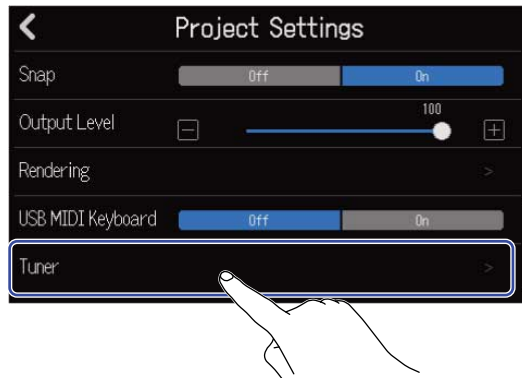 Project Settings
Snap Off On
Output Level 100
Rendering >
USB MIDI Keyboard Off On
Tuner >